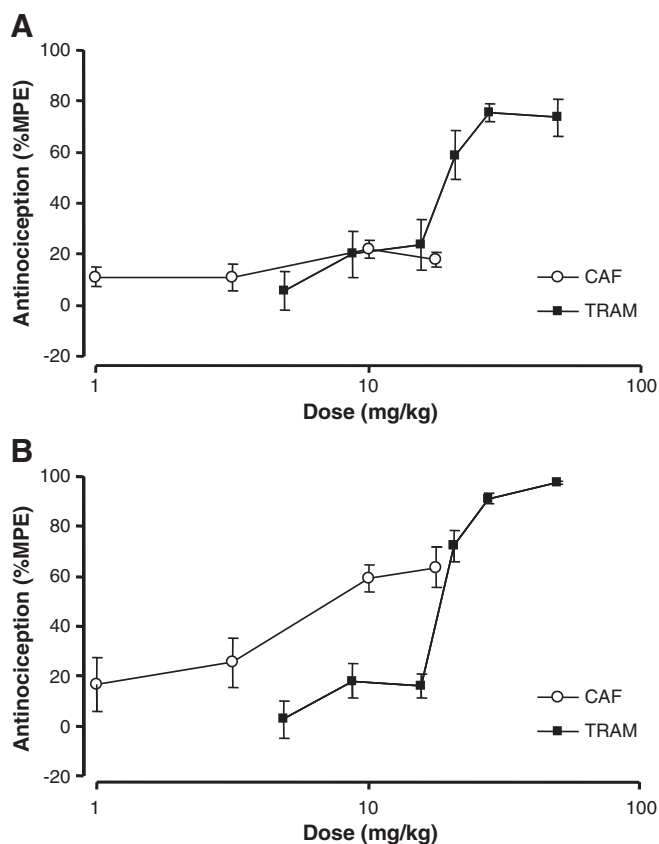 A
100
80
60
40
20
0
-20
Antinociception (%MPE)
CAF
TRAM
1
10
100
Dose (mg/kg)
B
100
80
60
40
20
0
-20
Antinociception (%MPE)
CAF
TRAM
1
10
100
Dose (mg/kg)